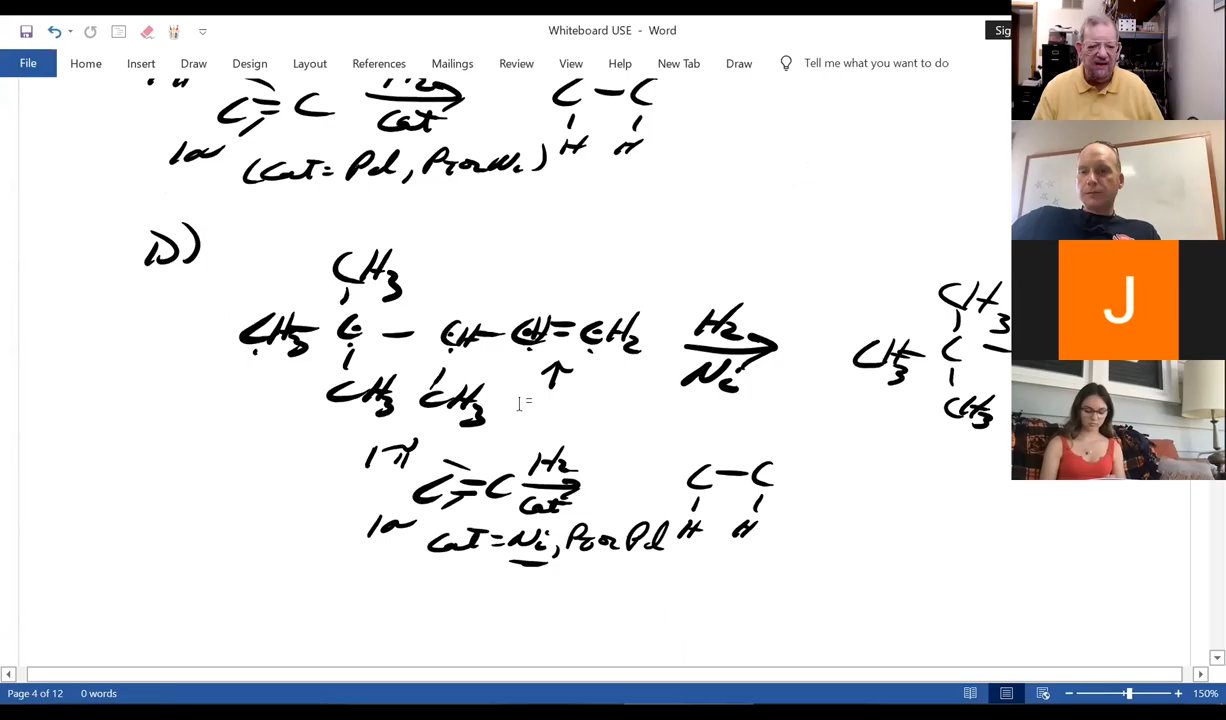 Whiteboard USE - Word
File Home Insert Draw Design Layout References Mailings Review View Help New Tab Draw Tell me what you want to do
C=C H2 Cat C-C
H H
1σ (Cat = Pd, Pt or Ni)
D)
CH3
CH3 C - CH - CH = CH2 H2 Ni
CH3 CH3
CH3
CH3 C -
CH3
J
1π
C=C H2 Cat C-C
H H
1σ Cat = Ni, Pt or Pd
Page 4 of 12 0 words 150%